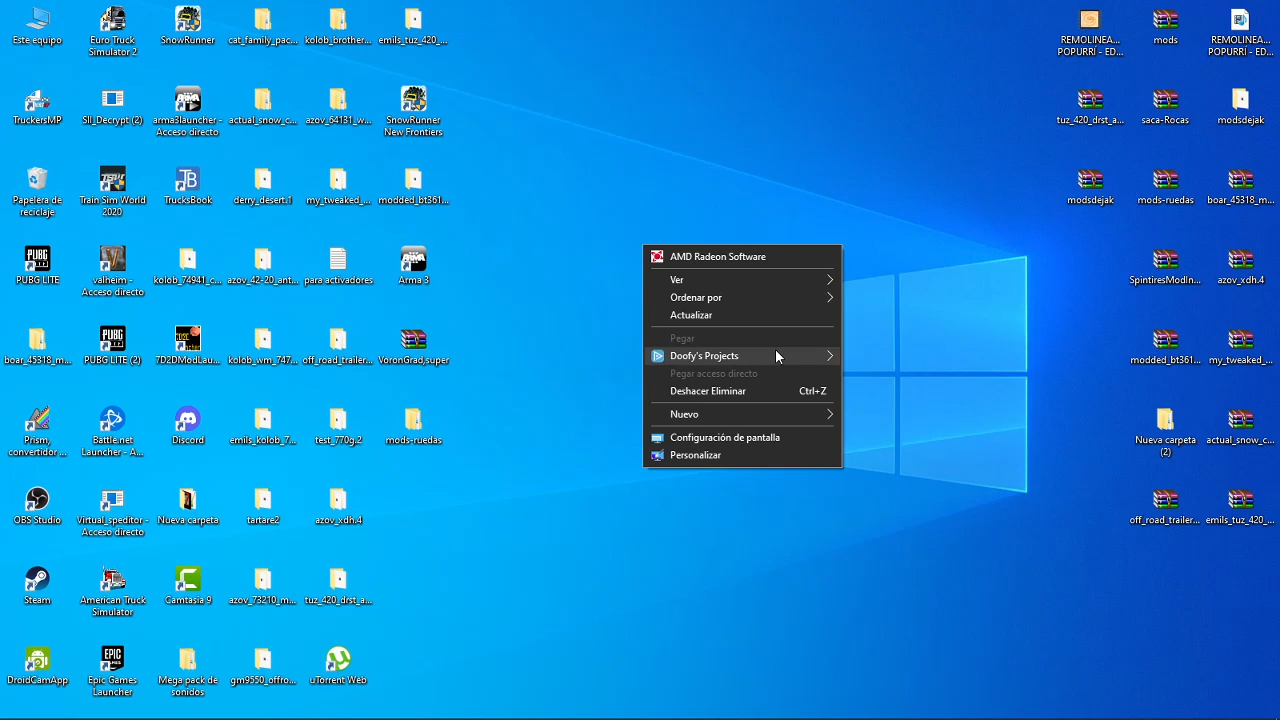 Este equipo
Euro Truck
Simulator 2
SnowRunner
cat_family_pac...
kolob_brother...
emils_tuz_420_...
REMOLINEA...
POPURRÍ - ED...
mods
REMOLINEA...
POPURRÍ - ED...
TruckersMP
SII_Decrypt (2)
arma3launcher -
Acceso directo
actual_snow_c...
azov_64131_w...
SnowRunner
New Frontiers
tuz_420_drst_a...
saca-Rocas
modsdejak
Papelera de
reciclaje
Train Sim World
2020
TrucksBook
derry_desert.1
my_tweaked_...
modded_bt361...
modsdejak
mods-ruedas
boar_45318_m...
PUBG LITE
valheim -
Acceso directo
kolob_74941_c...
azov_42-20_ant...
para activadores
Arma 3
SpintiresModIn...
azov_xdh.4
boar_45318_m...
PUBG LITE (2)
7D2DModLau...
kolob_wm_747...
off_road_trailer...
VoronGrad,super
modded_bt361...
my_tweaked_...
Prism,
convertidor ...
Battle.net
Launcher - A...
Discord
emils_kolob_7...
test_770g.2
mods-ruedas
Nueva carpeta
(2)
actual_snow_c...
OBS Studio
Virtual_speditor -
Acceso directo
Nueva carpeta
tartare2
azov_xdh.4
off_road_trailer...
emils_tuz_420_...
Steam
American Truck
Simulator
Camtasia 9
azov_73210_m...
tuz_420_drst_a...
DroidCamApp
Epic Games
Launcher
Mega pack de
sonidos
gm9550_offro...
uTorrent Web
AMD Radeon Software
Ver
Ordenar por
Actualizar
Pegar
Doofy's Projects
Pegar acceso directo
Deshacer Eliminar Ctrl+Z
Nuevo
Configuración de pantalla
Personalizar